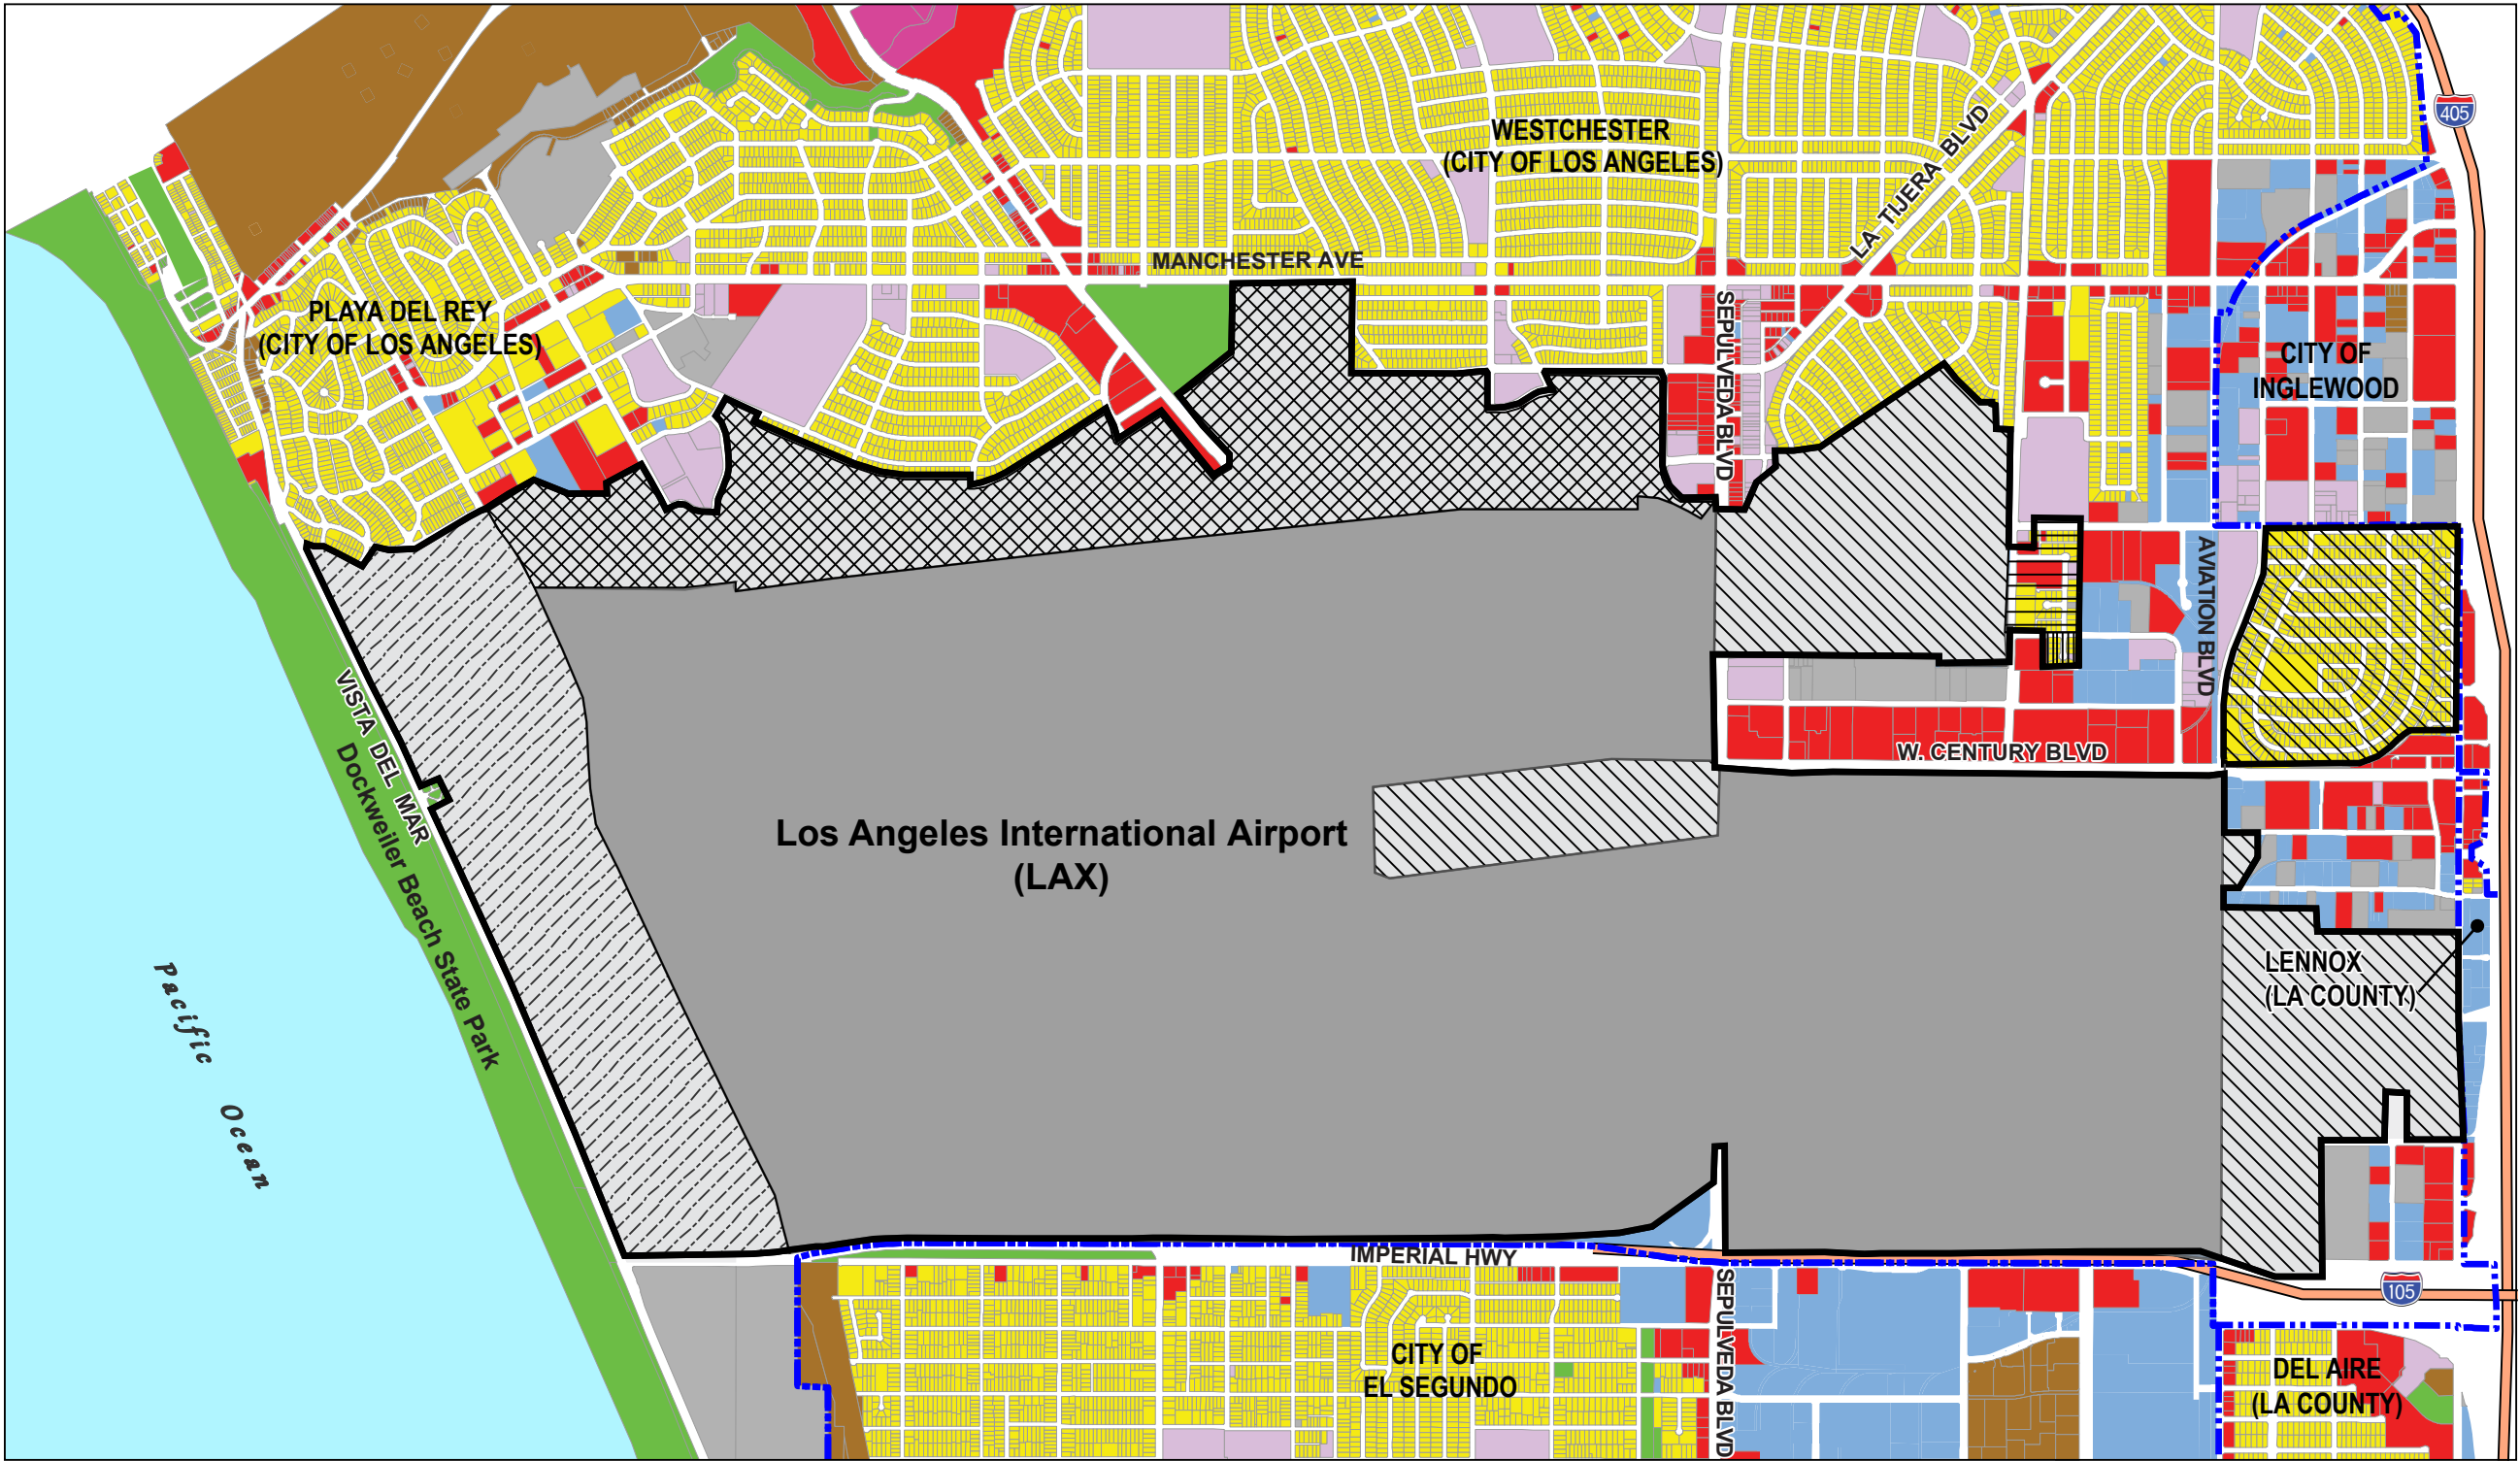 405
WESTCHESTER
(CITY OF LOS ANGELES)
LA TIJERA BLVD
MANCHESTER AVE
PLAYA DEL REY
(CITY OF LOS ANGELES)
SEPULVEDA BLVD
CITY OF
INGLEWOOD
AVIATION BLVD
VISTA DEL MAR
Dockweiler Beach State Park
W. CENTURY BLVD
Los Angeles International Airport
(LAX)
Pacific
Ocean
LENNOX
(LA COUNTY)
IMPERIAL HWY
105
SEPULVEDA BLVD
CITY OF
EL SEGUNDO
DEL AIRE
(LA COUNTY)